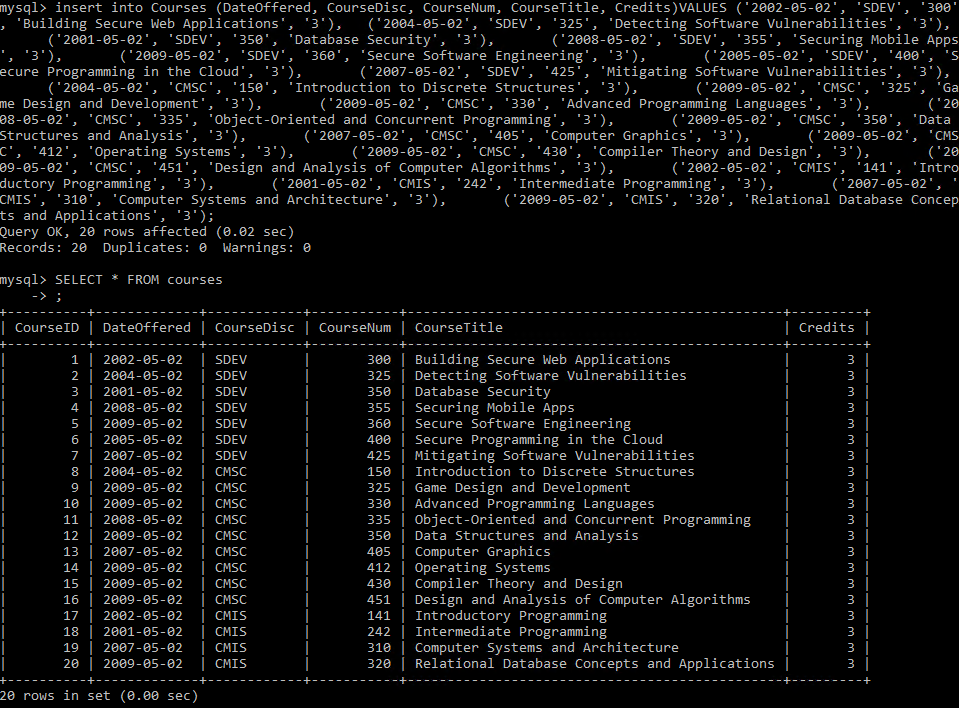 mysql> insert into Courses (DateOffered, CourseDisc, CourseNum, CourseTitle, Credits)VALUES ('2002-05-02', 'SDEV', '300'
, 'Building Secure Web Applications', '3'),   ('2004-05-02', 'SDEV', '325', 'Detecting Software Vulnerabilities', '3'),
      ('2001-05-02', 'SDEV', '350', 'Database Security', '3'),       ('2008-05-02', 'SDEV', '355', 'Securing Mobile Apps
', '3'),       ('2009-05-02', 'SDEV', '360', 'Secure Software Engineering', '3'),       ('2005-05-02', 'SDEV', '400', 'S
ecure Programming in the Cloud', '3'),       ('2007-05-02', 'SDEV', '425', 'Mitigating Software Vulnerabilities', '3'),
      ('2004-05-02', 'CMSC', '150', 'Introduction to Discrete Structures', '3'),       ('2009-05-02', 'CMSC', '325', 'Ga
me Design and Development', '3'),       ('2009-05-02', 'CMSC', '330', 'Advanced Programming Languages', '3'),       ('20
08-05-02', 'CMSC', '335', 'Object-Oriented and Concurrent Programming', '3'),       ('2009-05-02', 'CMSC', '350', 'Data
Structures and Analysis', '3'),       ('2007-05-02', 'CMSC', '405', 'Computer Graphics', '3'),       ('2009-05-02', 'CMS
C', '412', 'Operating Systems', '3'),       ('2009-05-02', 'CMSC', '430', 'Compiler Theory and Design', '3'),       ('20
09-05-02', 'CMSC', '451', 'Design and Analysis of Computer Algorithms', '3'),       ('2002-05-02', 'CMIS', '141', 'Intro
ductory Programming', '3'),       ('2001-05-02', 'CMIS', '242', 'Intermediate Programming', '3'),       ('2007-05-02', '
CMIS', '310', 'Computer Systems and Architecture', '3'),       ('2009-05-02', 'CMIS', '320', 'Relational Database Concep
ts and Applications', '3');
Query OK, 20 rows affected (0.02 sec)
Records: 20  Duplicates: 0  Warnings: 0
mysql> SELECT * FROM courses
    -> ;
| CourseID | DateOffered | CourseDisc | CourseNum | CourseTitle | Credits |
| 1 | 2002-05-02 | SDEV | 300 | Building Secure Web Applications | 3 |
| 2 | 2004-05-02 | SDEV | 325 | Detecting Software Vulnerabilities | 3 |
| 3 | 2001-05-02 | SDEV | 350 | Database Security | 3 |
| 4 | 2008-05-02 | SDEV | 355 | Securing Mobile Apps | 3 |
| 5 | 2009-05-02 | SDEV | 360 | Secure Software Engineering | 3 |
| 6 | 2005-05-02 | SDEV | 400 | Secure Programming in the Cloud | 3 |
| 7 | 2007-05-02 | SDEV | 425 | Mitigating Software Vulnerabilities | 3 |
| 8 | 2004-05-02 | CMSC | 150 | Introduction to Discrete Structures | 3 |
| 9 | 2009-05-02 | CMSC | 325 | Game Design and Development | 3 |
| 10 | 2009-05-02 | CMSC | 330 | Advanced Programming Languages | 3 |
| 11 | 2008-05-02 | CMSC | 335 | Object-Oriented and Concurrent Programming | 3 |
| 12 | 2009-05-02 | CMSC | 350 | Data Structures and Analysis | 3 |
| 13 | 2007-05-02 | CMSC | 405 | Computer Graphics | 3 |
| 14 | 2009-05-02 | CMSC | 412 | Operating Systems | 3 |
| 15 | 2009-05-02 | CMSC | 430 | Compiler Theory and Design | 3 |
| 16 | 2009-05-02 | CMSC | 451 | Design and Analysis of Computer Algorithms | 3 |
| 17 | 2002-05-02 | CMIS | 141 | Introductory Programming | 3 |
| 18 | 2001-05-02 | CMIS | 242 | Intermediate Programming | 3 |
| 19 | 2007-05-02 | CMIS | 310 | Computer Systems and Architecture | 3 |
| 20 | 2009-05-02 | CMIS | 320 | Relational Database Concepts and Applications | 3 |
20 rows in set (0.00 sec)